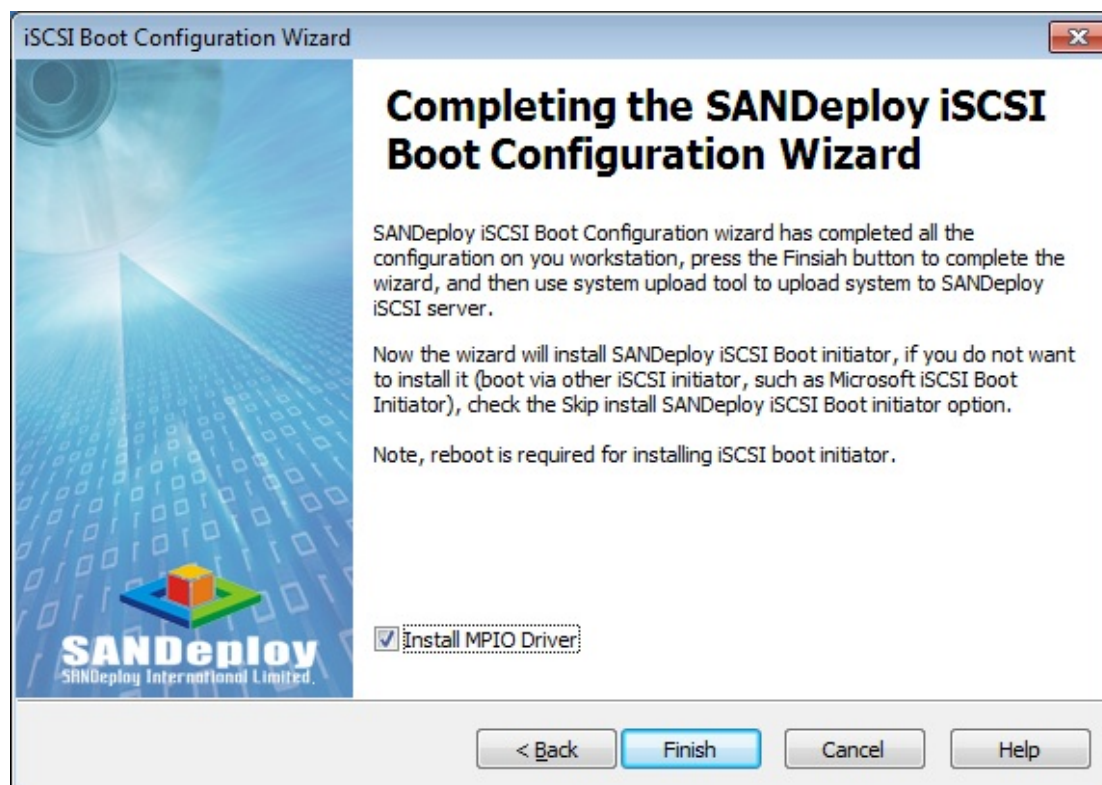 iSCSI Boot Configuration Wizard
Completing the SANDeploy iSCSI
Boot Configuration Wizard
SANDeploy iSCSI Boot Configuration wizard has completed all the
configuration on you workstation, press the Finsiah button to complete the
wizard, and then use system upload tool to upload system to SANDeploy
iSCSI server.
Now the wizard will install SANDeploy iSCSI Boot initiator, if you do not want
to install it (boot via other iSCSI initiator, such as Microsoft iSCSI Boot
Initiator), check the Skip install SANDeploy iSCSI Boot initiator option.
Note, reboot is required for installing iSCSI boot initiator.
Install MPIO Driver
SANDeploy
SANDeploy International Limited.
< Back Finish Cancel Help